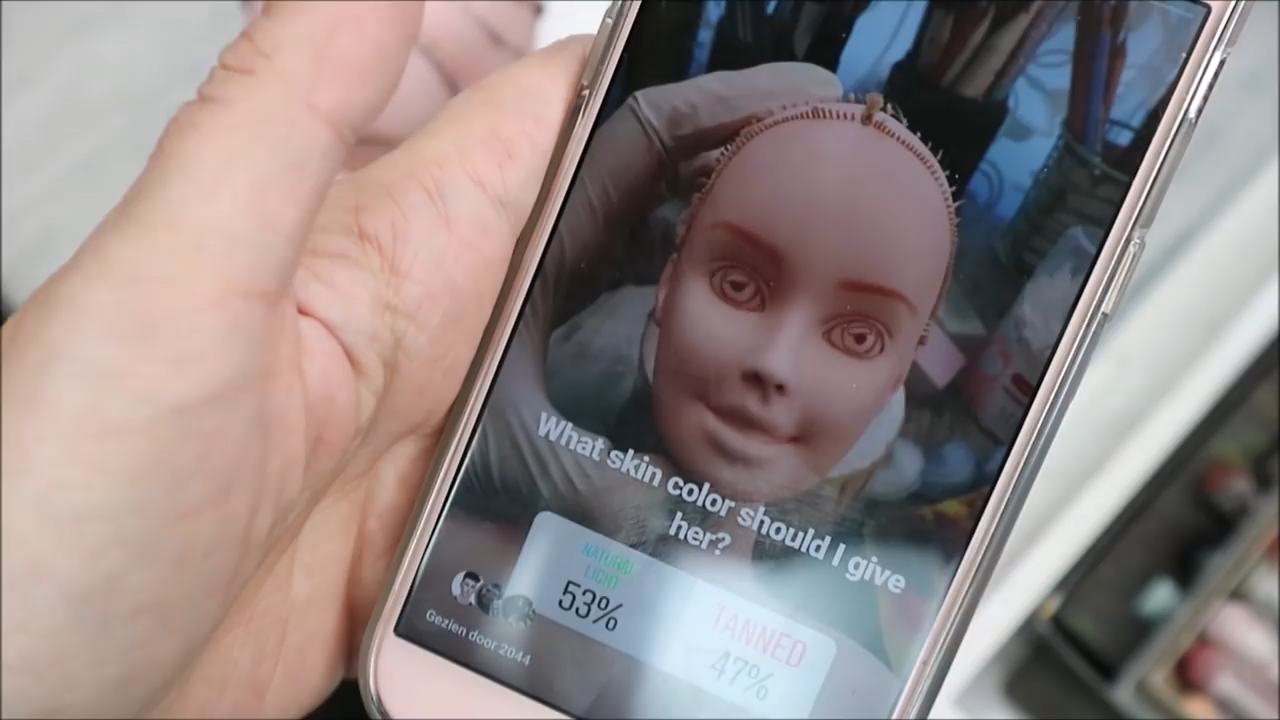 What skin color should I give
her?
NATURAL
LIGHT
53%
TANNED
47%
Gezien door 2044